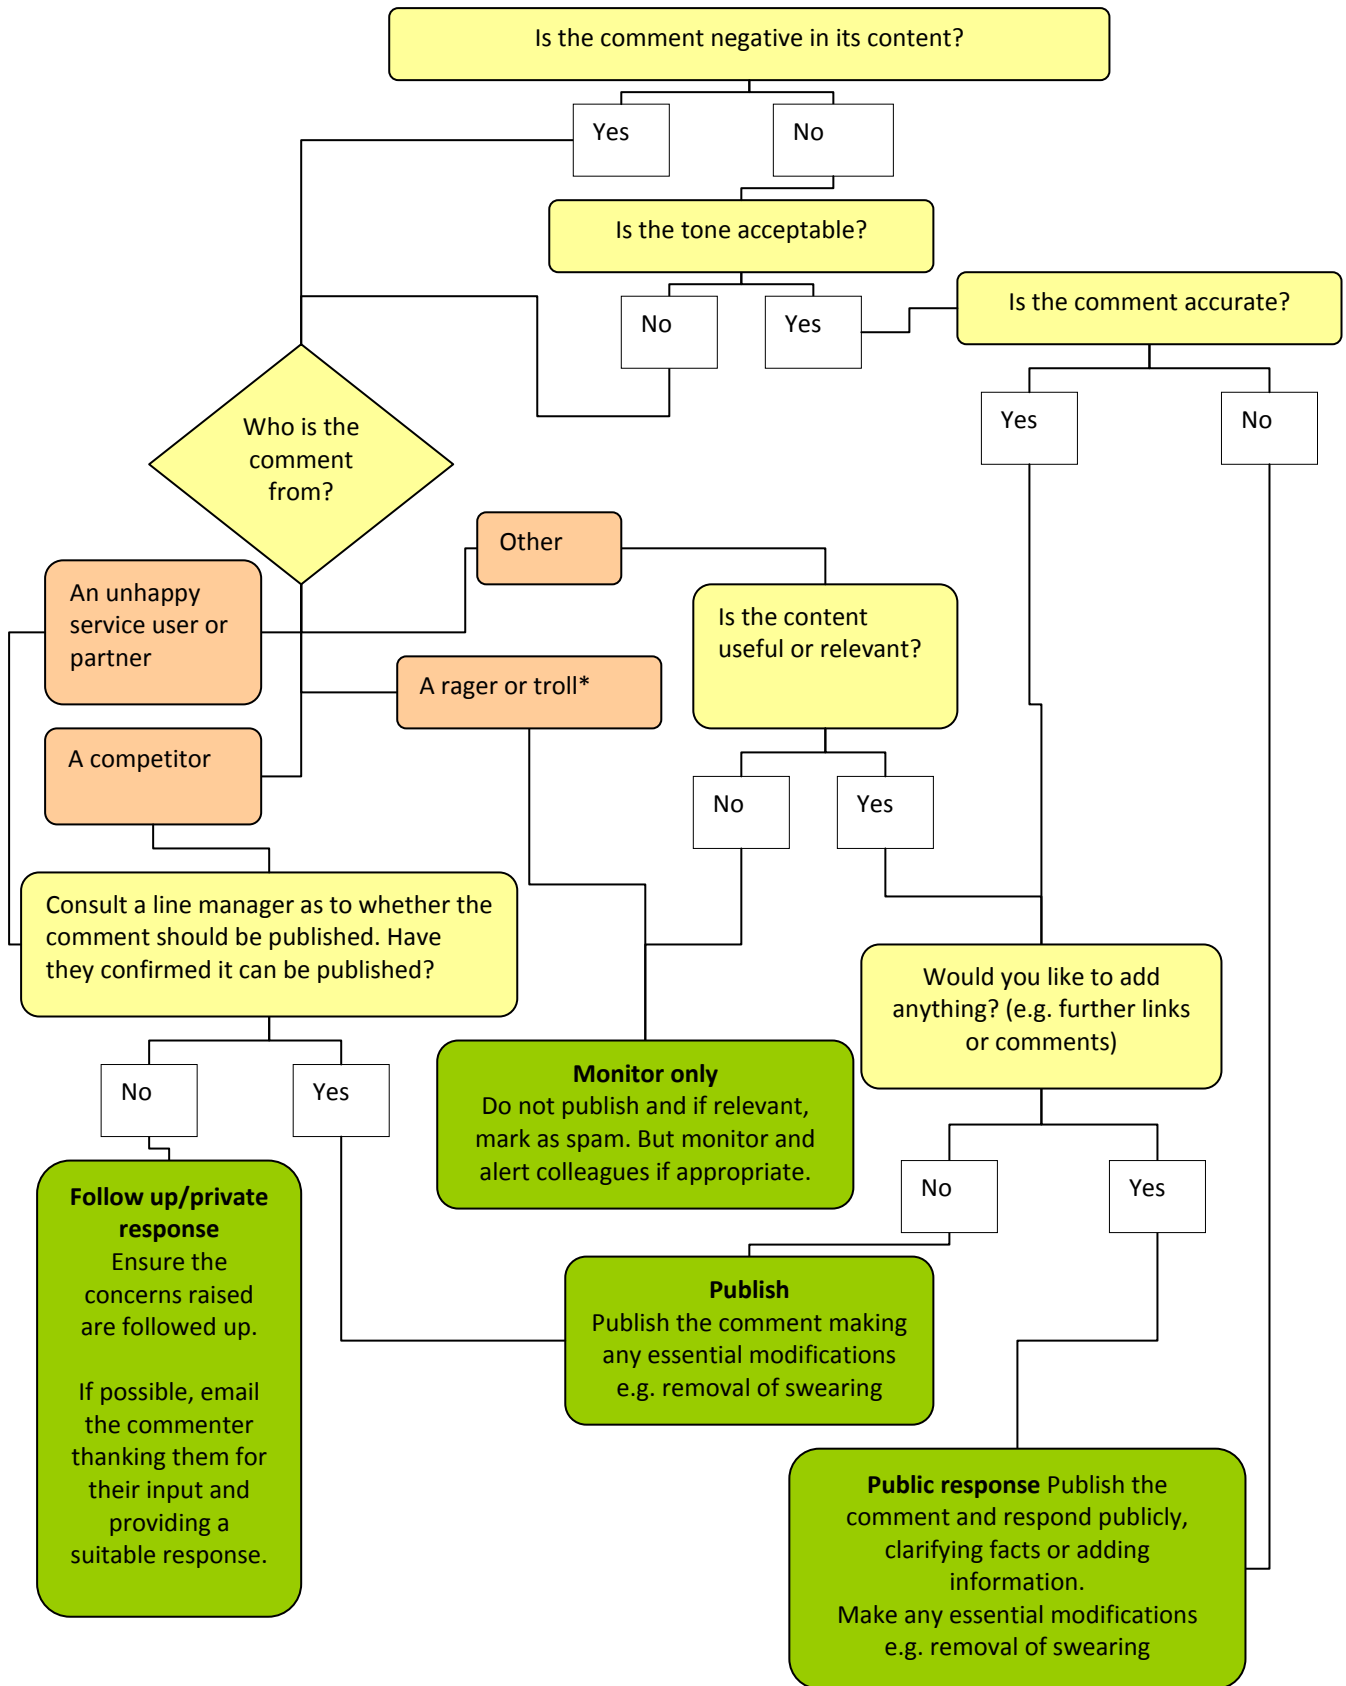 Is the comment negative in its content?
Yes
No
Is the tone acceptable?
No
Yes
Is the comment accurate?
Yes
No
Who is the
comment
from?
Other
An unhappy
service user or
partner
Is the content
useful or relevant?
A rager or troll*
A competitor
No
Yes
Consult a line manager as to whether the
comment should be published. Have
they confirmed it can be published?
Would you like to add
anything? (e.g. further links
or comments)
No
Yes
Monitor only
Do not publish and if relevant,
mark as spam. But monitor and
alert colleagues if appropriate.
No
Yes
Follow up/private
response
Ensure the
concerns raised
are followed up.
If possible, email
the commenter
thanking them for
their input and
providing a
suitable response.
Publish
Publish the comment making
any essential modifications
e.g. removal of swearing
Public response Publish the
comment and respond publicly,
clarifying facts or adding
information.
Make any essential modifications
e.g. removal of swearing